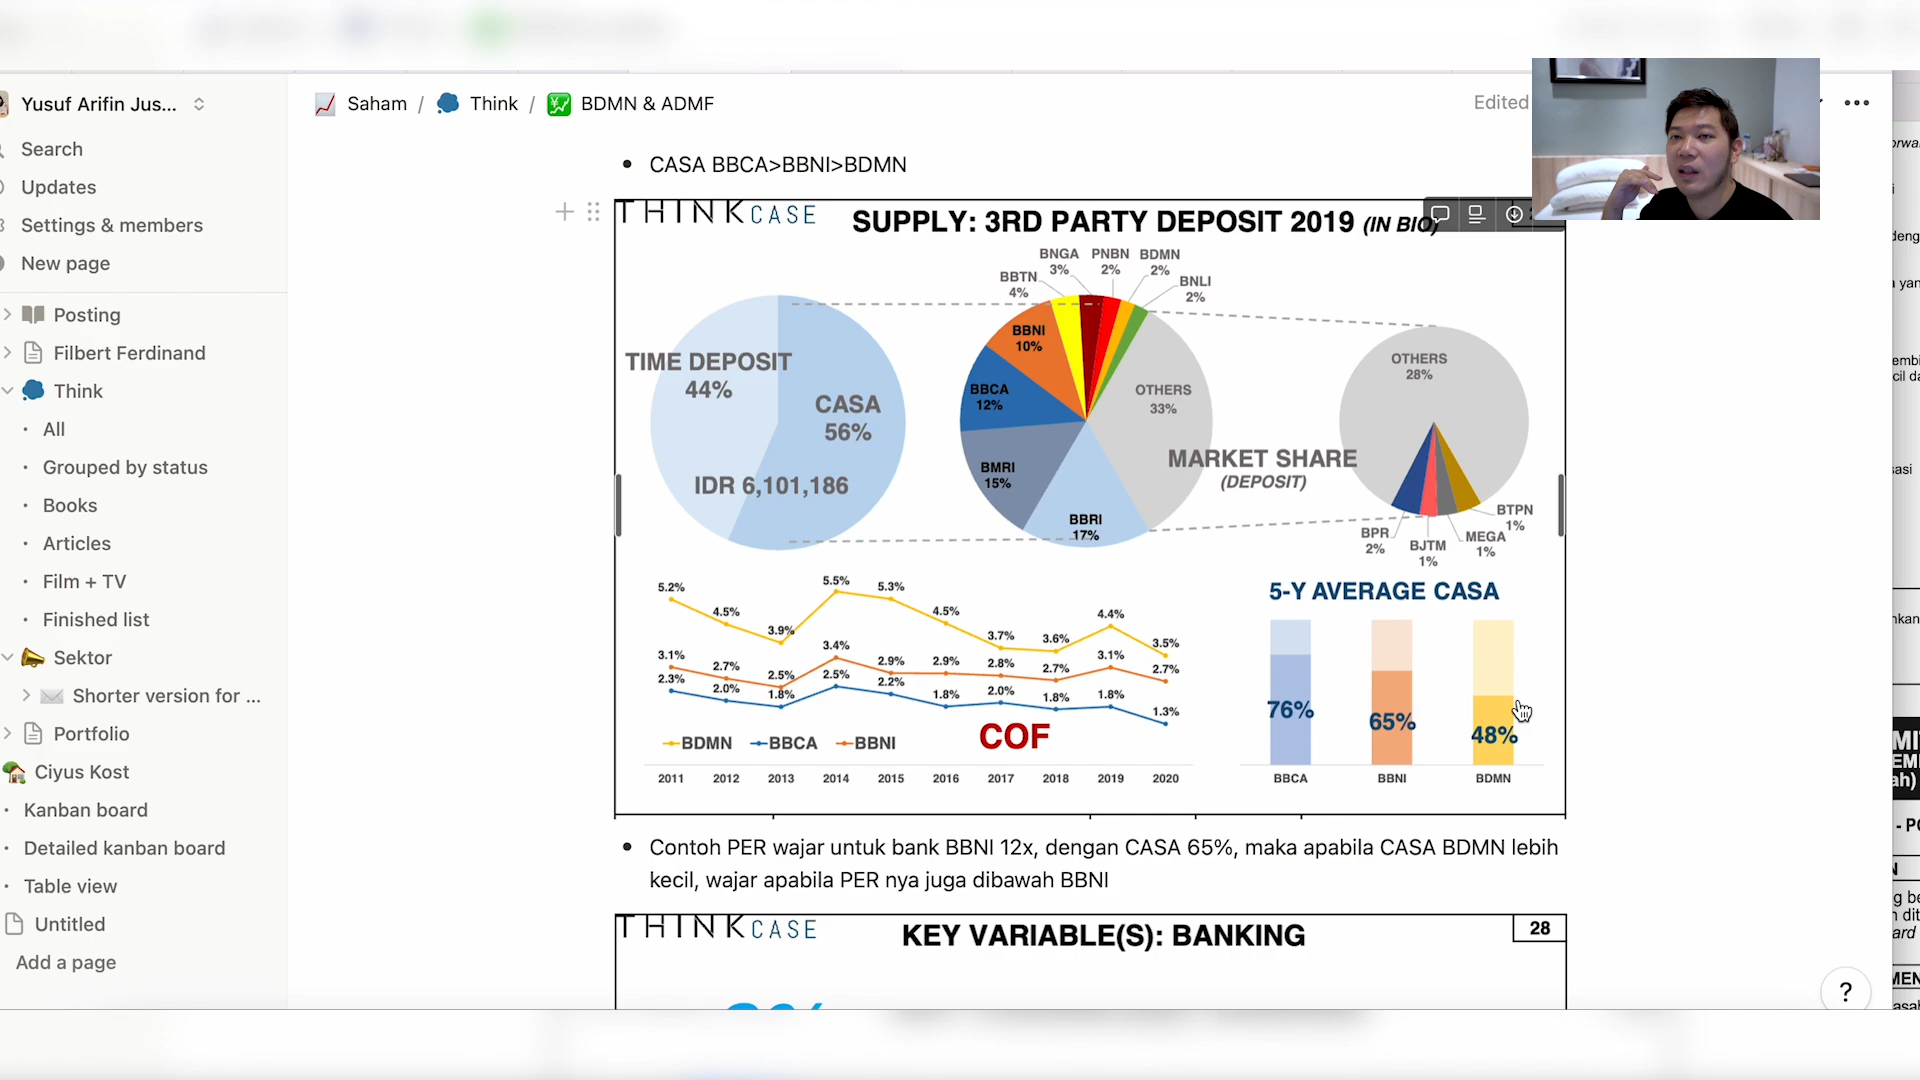 Yusuf Arifin Jus...
Search
Updates
Settings & members
New page
Posting
Filbert Ferdinand
Think
All
Grouped by status
Books
Articles
Film + TV
Finished list
Sektor
Shorter version for ...
Portfolio
Ciyus Kost
Kanban board
Detailed kanban board
Table view
Untitled
Add a page
Saham / Think / BDMN & ADMF
Edited
CASA BBCA>BBNI>BDMN
THINKCASE
SUPPLY: 3RD PARTY DEPOSIT 2019 (IN BIO)
TIME DEPOSIT
44%
CASA
56%
IDR 6,101,186
BBTN
4%
BNGA
3%
PNBN
2%
BDMN
2%
BNLI
2%
BBNI
10%
BBCA
12%
BMRI
15%
BBRI
17%
OTHERS
33%
MARKET SHARE
(DEPOSIT)
OTHERS
28%
BPR
2%
BJTM
1%
MEGA
1%
BTPN
1%
5.2% 4.5% 3.9% 5.5% 5.3% 4.5% 3.7% 3.6% 4.4% 3.5%
3.1% 2.7% 2.5% 3.4% 2.9% 2.9% 2.8% 2.7% 3.1% 2.7%
2.3% 2.0% 1.8% 2.5% 2.2% 1.8% 2.0% 1.8% 1.8% 1.3%
BDMN BBCA BBNI
COF
2011 2012 2013 2014 2015 2016 2017 2018 2019 2020
5-Y AVERAGE CASA
76% 65% 48%
BBCA BBNI BDMN
Contoh PER wajar untuk bank BBNI 12x, dengan CASA 65%, maka apabila CASA BDMN lebih
kecil, wajar apabila PER nya juga dibawah BBNI
THINKCASE
KEY VARIABLE(S): BANKING
28
?